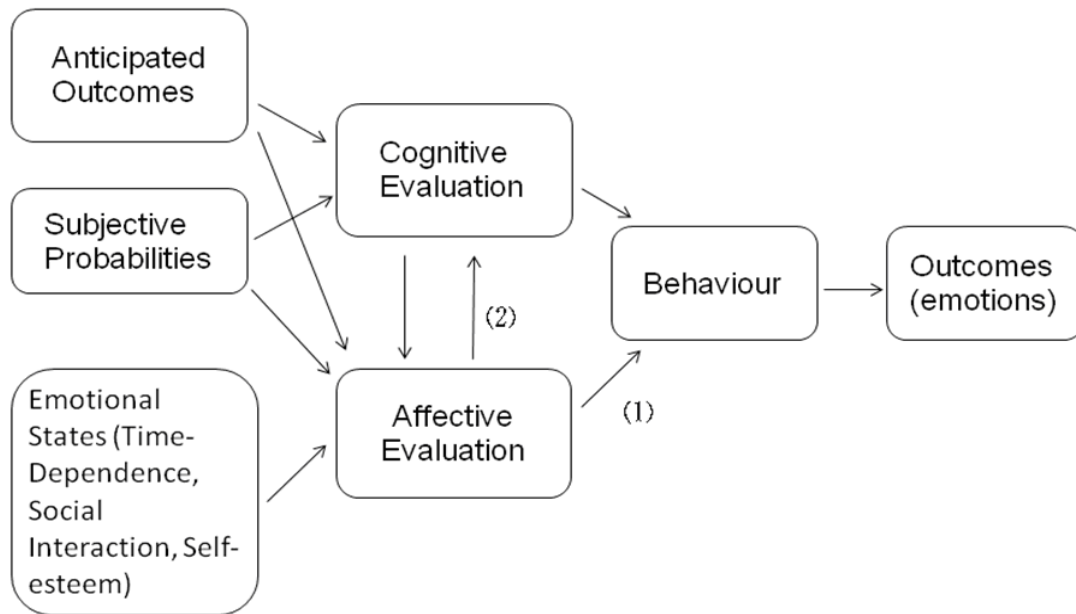 Anticipated
Outcomes
Cognitive
Evaluation
Subjective
Probabilities
Behaviour
Outcomes
(emotions)
(2)
Emotional
States (Time-
Dependence,
Social
Interaction, Self-
esteem)
Affective
Evaluation
(1)